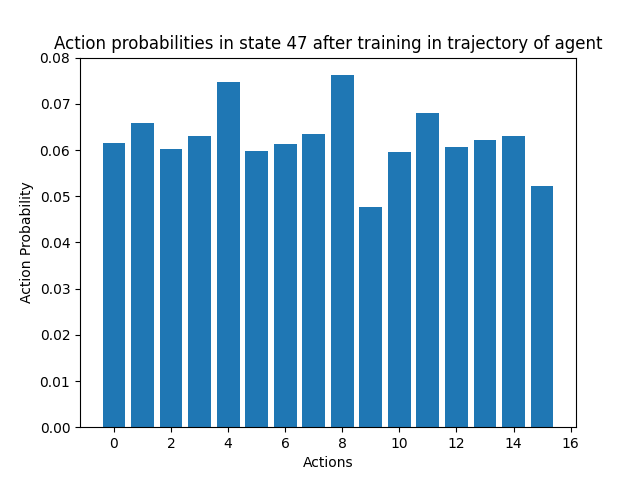 Action probabilities in state 47 after training in trajectory of agent
0.08
0.07
0.06
0.05
0.04
0.03
0.02
0.01
0.00
Action Probability
0 2 4 6 8 10 12 14 16
Actions